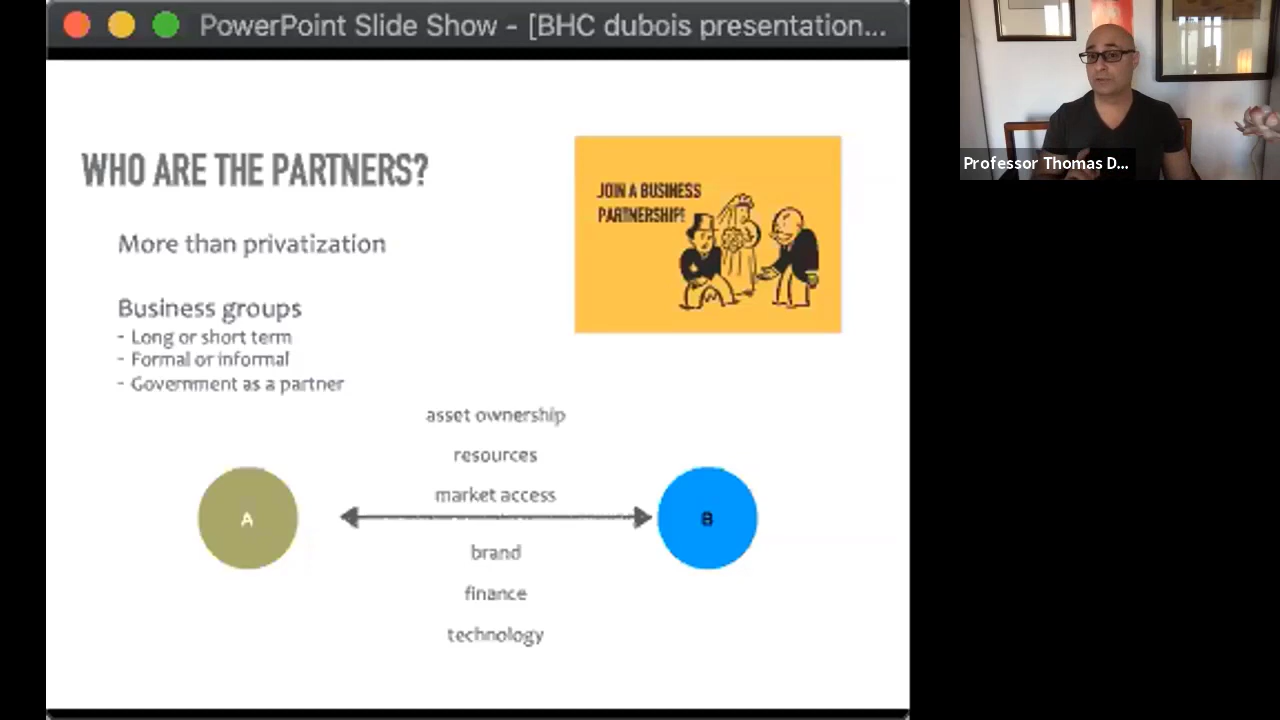 PowerPoint Slide Show - [BHC dubois presentation...
Professor Thomas D...
WHO ARE THE PARTNERS?
JOIN A BUSINESS
PARTNERSHIP!
More than privatization
Business groups
- Long or short term
- Formal or informal
- Government as a partner
asset ownership
resources
market access
A
B
brand
finance
technology